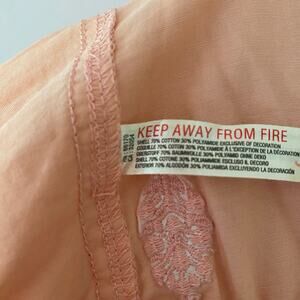 KEEP AWAY FROM FIRE
SHELL 70% COTTON 30% POLYAMIDE EXCLUSIVE OF DECORATION
COQUILLE 70% COTON 30% POLYAMIDE À L'EXCEPTION DE LA DÉCORATION
OBERSTOFF 70% BAUMWOLLE 30% POLYAMID OHNE DEKO
SHELL 70% COTONE 30% POLIAMMIDE ESCLUSO IL DECORO
EXTERIOR 70% ALGODÓN 30% POLIAMIDA EXCLUYENDO LA DECORACIÓN